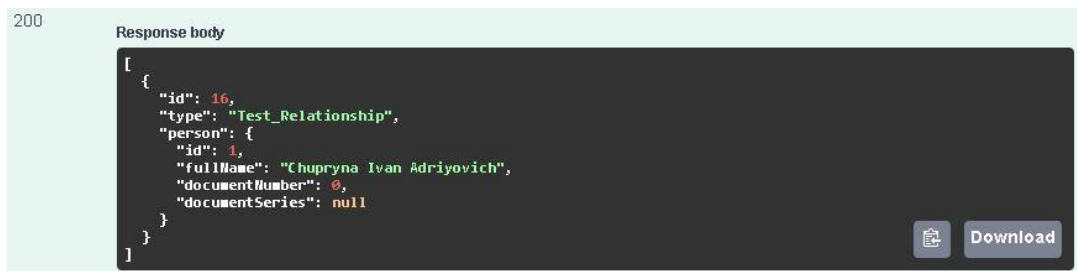 200
Response body
[
  {
    "id": 16,
    "type": "Test_Relationship",
    "person": {
      "id": 1,
      "fullName": "Chupryna Ivan Adriyovich",
      "documentNumber": 0,
      "documentSeries": null
    }
  }
]
Download